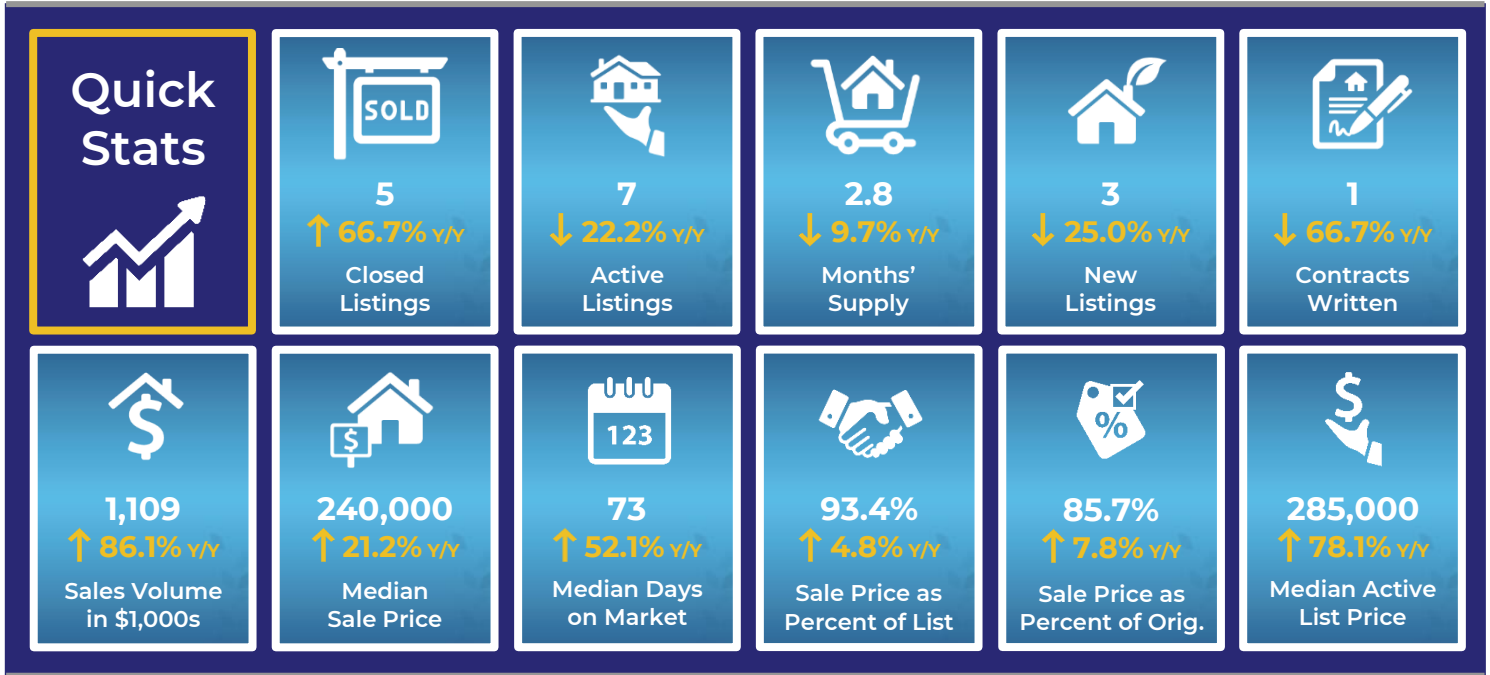 Quick
Stats
SOLD
5
↑ 66.7% Y/Y
Closed
Listings
7
↓ 22.2% Y/Y
Active
Listings
2.8
↓ 9.7% Y/Y
Months’
Supply
3
↓ 25.0% Y/Y
New
Listings
1
↓ 66.7% Y/Y
Contracts
Written
$
1,109
↑ 86.1% Y/Y
Sales Volume
in $1,000s
$
240,000
↑ 21.2% Y/Y
Median
Sale Price
123
73
↑ 52.1% Y/Y
Median Days
on Market
93.4%
↑ 4.8% Y/Y
Sale Price as
Percent of List
%
85.7%
↑ 7.8% Y/Y
Sale Price as
Percent of Orig.
$
285,000
↑ 78.1% Y/Y
Median Active
List Price